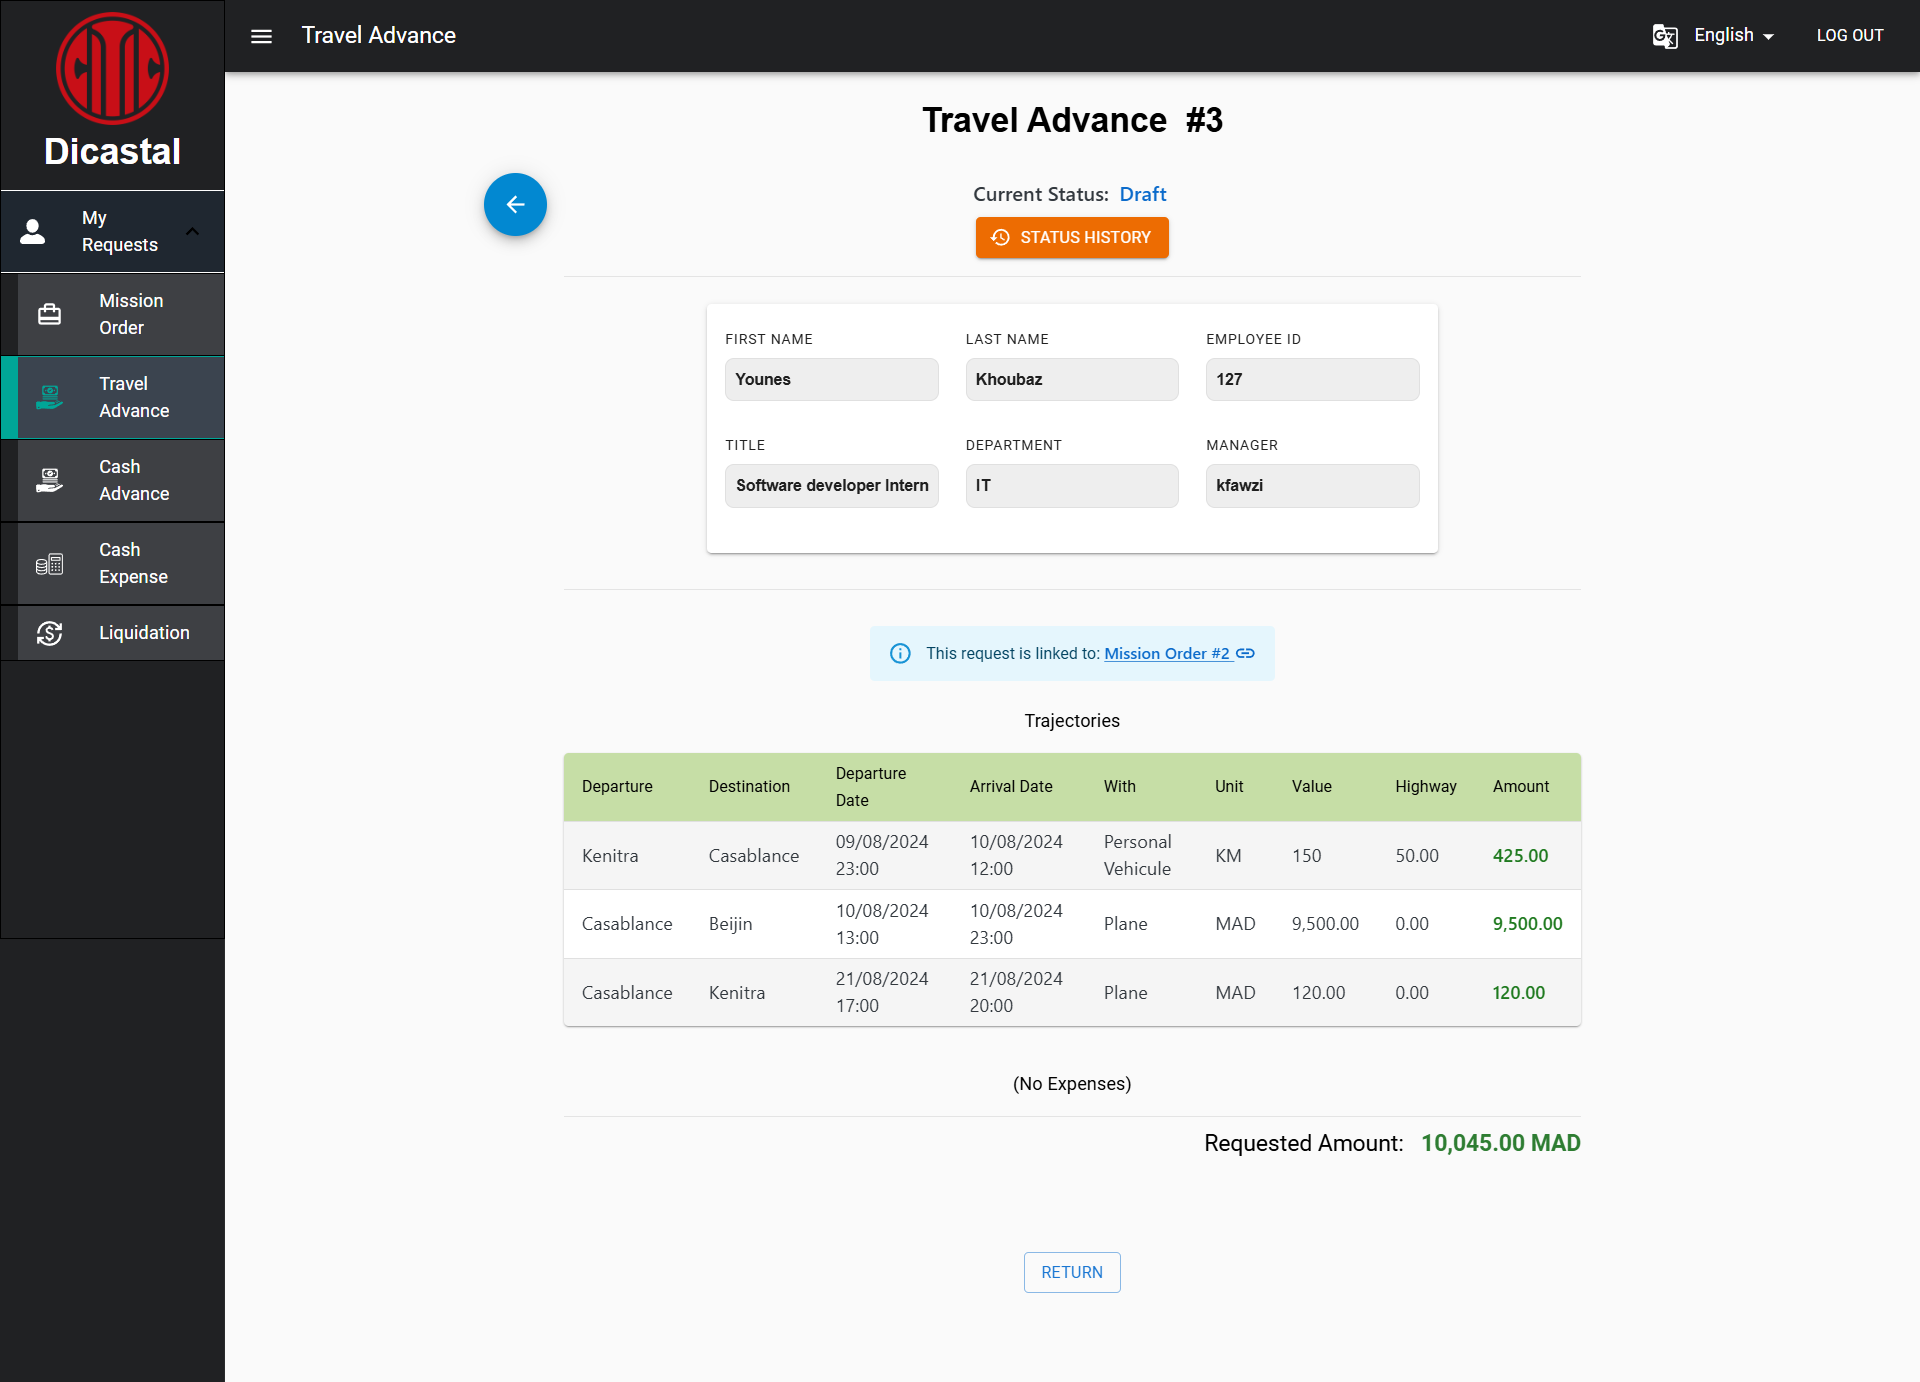 Dicastal
My
Requests
Mission
Order
Travel
Advance
Cash
Advance
Cash
Expense
Liquidation
Travel Advance
English
LOG OUT
Travel Advance #3
Current Status: Draft
STATUS HISTORY
FIRST NAME LAST NAME EMPLOYEE ID
Younes Khoubaz 127
TITLE DEPARTMENT MANAGER
Software developer Intern IT kfawzi
This request is linked to: Mission Order #2
Trajectories
Departure Destination Departure Date Arrival Date With Unit Value Highway Amount
Kenitra Casablance 09/08/2024 23:00 10/08/2024 12:00 Personal Vehicule KM 150 50.00 425.00
Casablance Beijin 10/08/2024 13:00 10/08/2024 23:00 Plane MAD 9,500.00 0.00 9,500.00
Casablance Kenitra 21/08/2024 17:00 21/08/2024 20:00 Plane MAD 120.00 0.00 120.00
(No Expenses)
Requested Amount: 10,045.00 MAD
RETURN